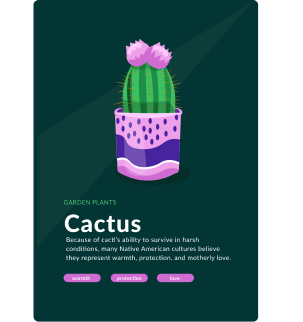 GARDEN PLANTS
Cactus
Because of cacti's ability to survive in harsh
conditions, many Native American cultures believe
they represent warmth, protection, and motherly love.
warmth protection love